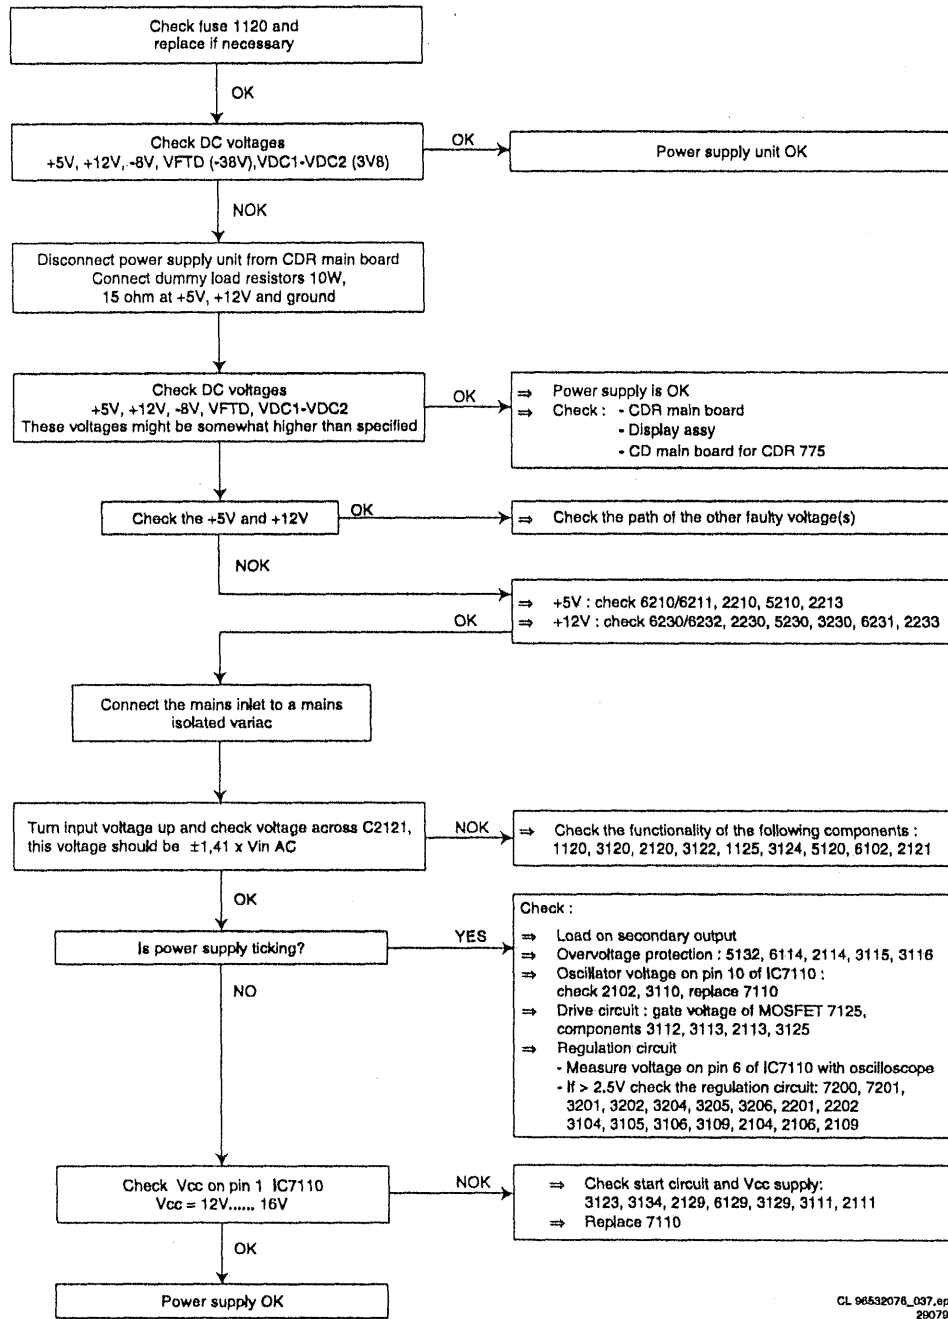 Check fuse 1120 and
replace if necessary
OK
Check DC voltages
+5V, +12V, -8V, VFTD (-38V),VDC1-VDC2 (3V8)
OK
Power supply unit OK
NOK
Disconnect power supply unit from CDR main board
Connect dummy load resistors 10W,
15 ohm at +5V, +12V and ground
Check DC voltages
+5V, +12V, -8V, VFTD, VDC1-VDC2
These voltages might be somewhat higher than specified
OK
⇒ Power supply is OK
⇒ Check : - CDR main board
- Display assy
- CD main board for CDR 775
Check the +5V and +12V
OK
⇒ Check the path of the other faulty voltage(s)
NOK
⇒ +5V : check 6210/6211, 2210, 5210, 2213
⇒ +12V : check 6230/6232, 2230, 5230, 3230, 6231, 2233
OK
Connect the mains inlet to a mains
isolated variac
Turn input voltage up and check voltage across C2121,
this voltage should be ±1,41 x Vin AC
NOK
⇒ Check the functionality of the following components :
1120, 3120, 2120, 3122, 1125, 3124, 5120, 6102, 2121
OK
Is power supply ticking?
YES
Check :
⇒ Load on secondary output
⇒ Overvoltage protection : 5132, 6114, 2114, 3115, 3116
⇒ Oscillator voltage on pin 10 of IC7110 :
check 2102, 3110, replace 7110
⇒ Drive circuit : gate voltage of MOSFET 7125,
components 3112, 3113, 2113, 3125
⇒ Regulation circuit
- Measure voltage on pin 6 of IC7110 with oscilloscope
- If > 2.5V check the regulation circuit: 7200, 7201,
3201, 3202, 3204, 3205, 3206, 2201, 2202
3104, 3105, 3106, 3109, 2104, 2106, 2109
NO
Check Vcc on pin 1 IC7110
Vcc = 12V...... 16V
NOK
⇒ Check start circuit and Vcc supply:
3123, 3134, 2129, 6129, 3129, 3111, 2111
⇒ Replace 7110
OK
Power supply OK
CL 96532076_037.ep
29079